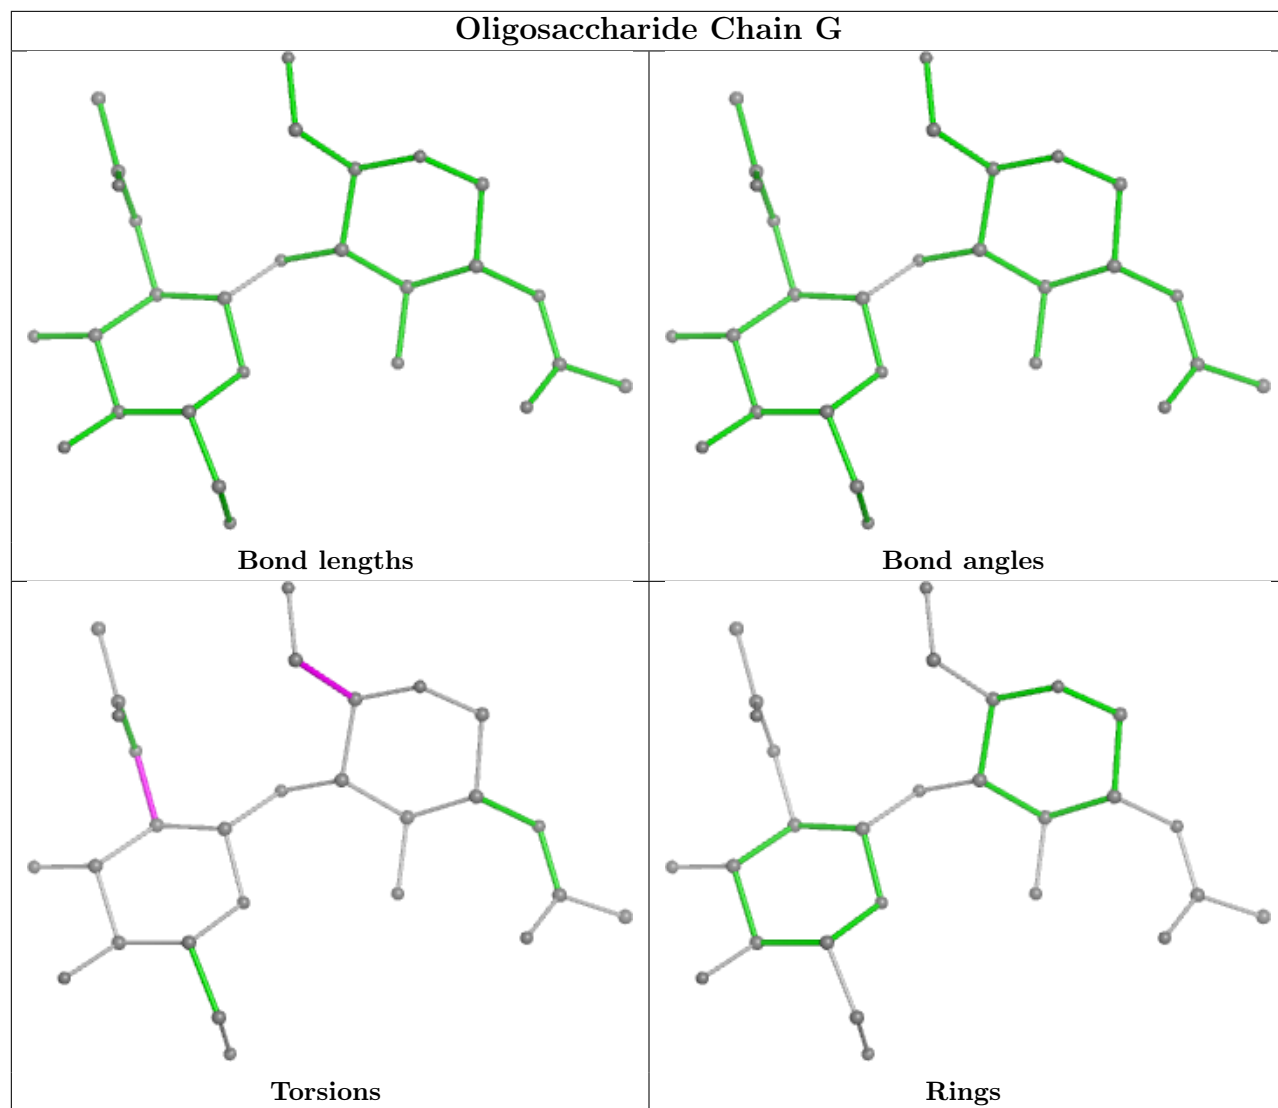 Oligosaccharide Chain G
Bond lengths
Bond angles
Torsions
Rings